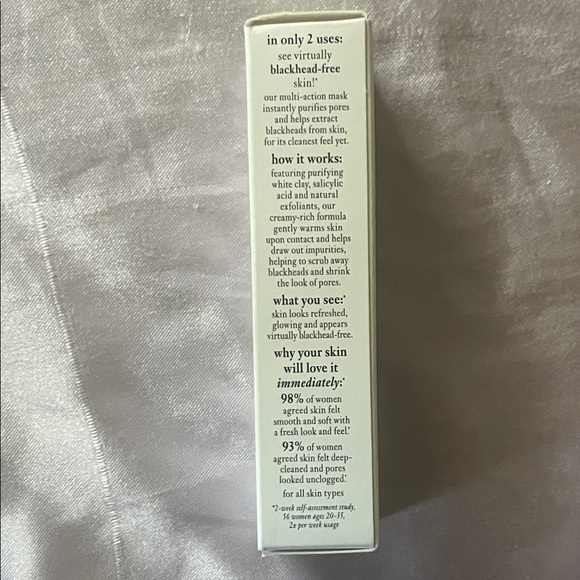 in only 2 uses:
see virtually
blackhead-free
skin!*
our multi-action mask
instantly purifies pores
and helps extract
blackheads from skin,
for its cleanest feel yet.
how it works:
featuring purifying
white clay, salicylic
acid and natural
exfoliants, our
creamy-rich formula
gently warms skin
upon contact and helps
draw out impurities,
helping to scrub away
blackheads and shrink
the look of pores.
what you see:*
skin looks refreshed,
glowing and appears
virtually blackhead-free.
why your skin
will love it
immediately:*
98% of women
agreed skin felt
smooth and soft with
a fresh look and feel.*
93% of women
agreed skin felt deep-
cleaned and pores
looked unclogged.*
for all skin types
*2-week self-assessment study,
56 women ages 20-35,
2x per week usage